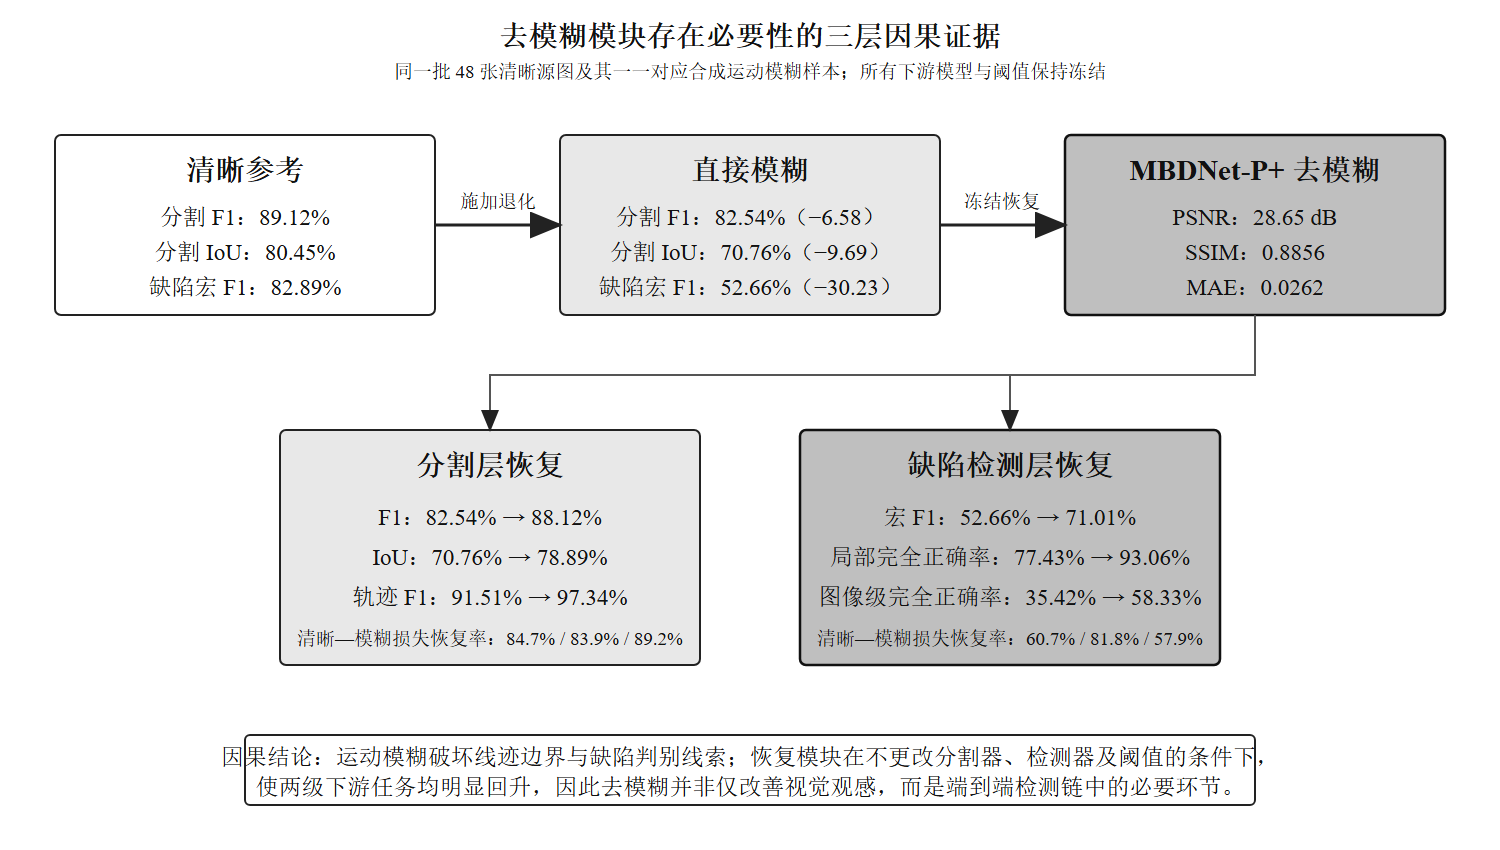 去模糊模块存在必要性的三层因果证据
同一批 48 张清晰源图及其一一对应合成运动模糊样本；所有下游模型与阈值保持冻结
清晰参考
分割 F1：89.12%
分割 IoU：80.45%
缺陷宏 F1：82.89%
施加退化
直接模糊
分割 F1：82.54%（−6.58）
分割 IoU：70.76%（−9.69）
缺陷宏 F1：52.66%（−30.23）
冻结恢复
MBDNet-P+ 去模糊
PSNR：28.65 dB
SSIM：0.8856
MAE：0.0262
分割层恢复
F1：82.54% → 88.12%
IoU：70.76% → 78.89%
轨迹 F1：91.51% → 97.34%
清晰—模糊损失恢复率：84.7% / 83.9% / 89.2%
缺陷检测层恢复
宏 F1：52.66% → 71.01%
局部完全正确率：77.43% → 93.06%
图像级完全正确率：35.42% → 58.33%
清晰—模糊损失恢复率：60.7% / 81.8% / 57.9%
因果结论：运动模糊破坏线迹边界与缺陷判别线索；恢复模块在不更改分割器、检测器及阈值的条件下，
使两级下游任务均明显回升，因此去模糊并非仅改善视觉观感，而是端到端检测链中的必要环节。